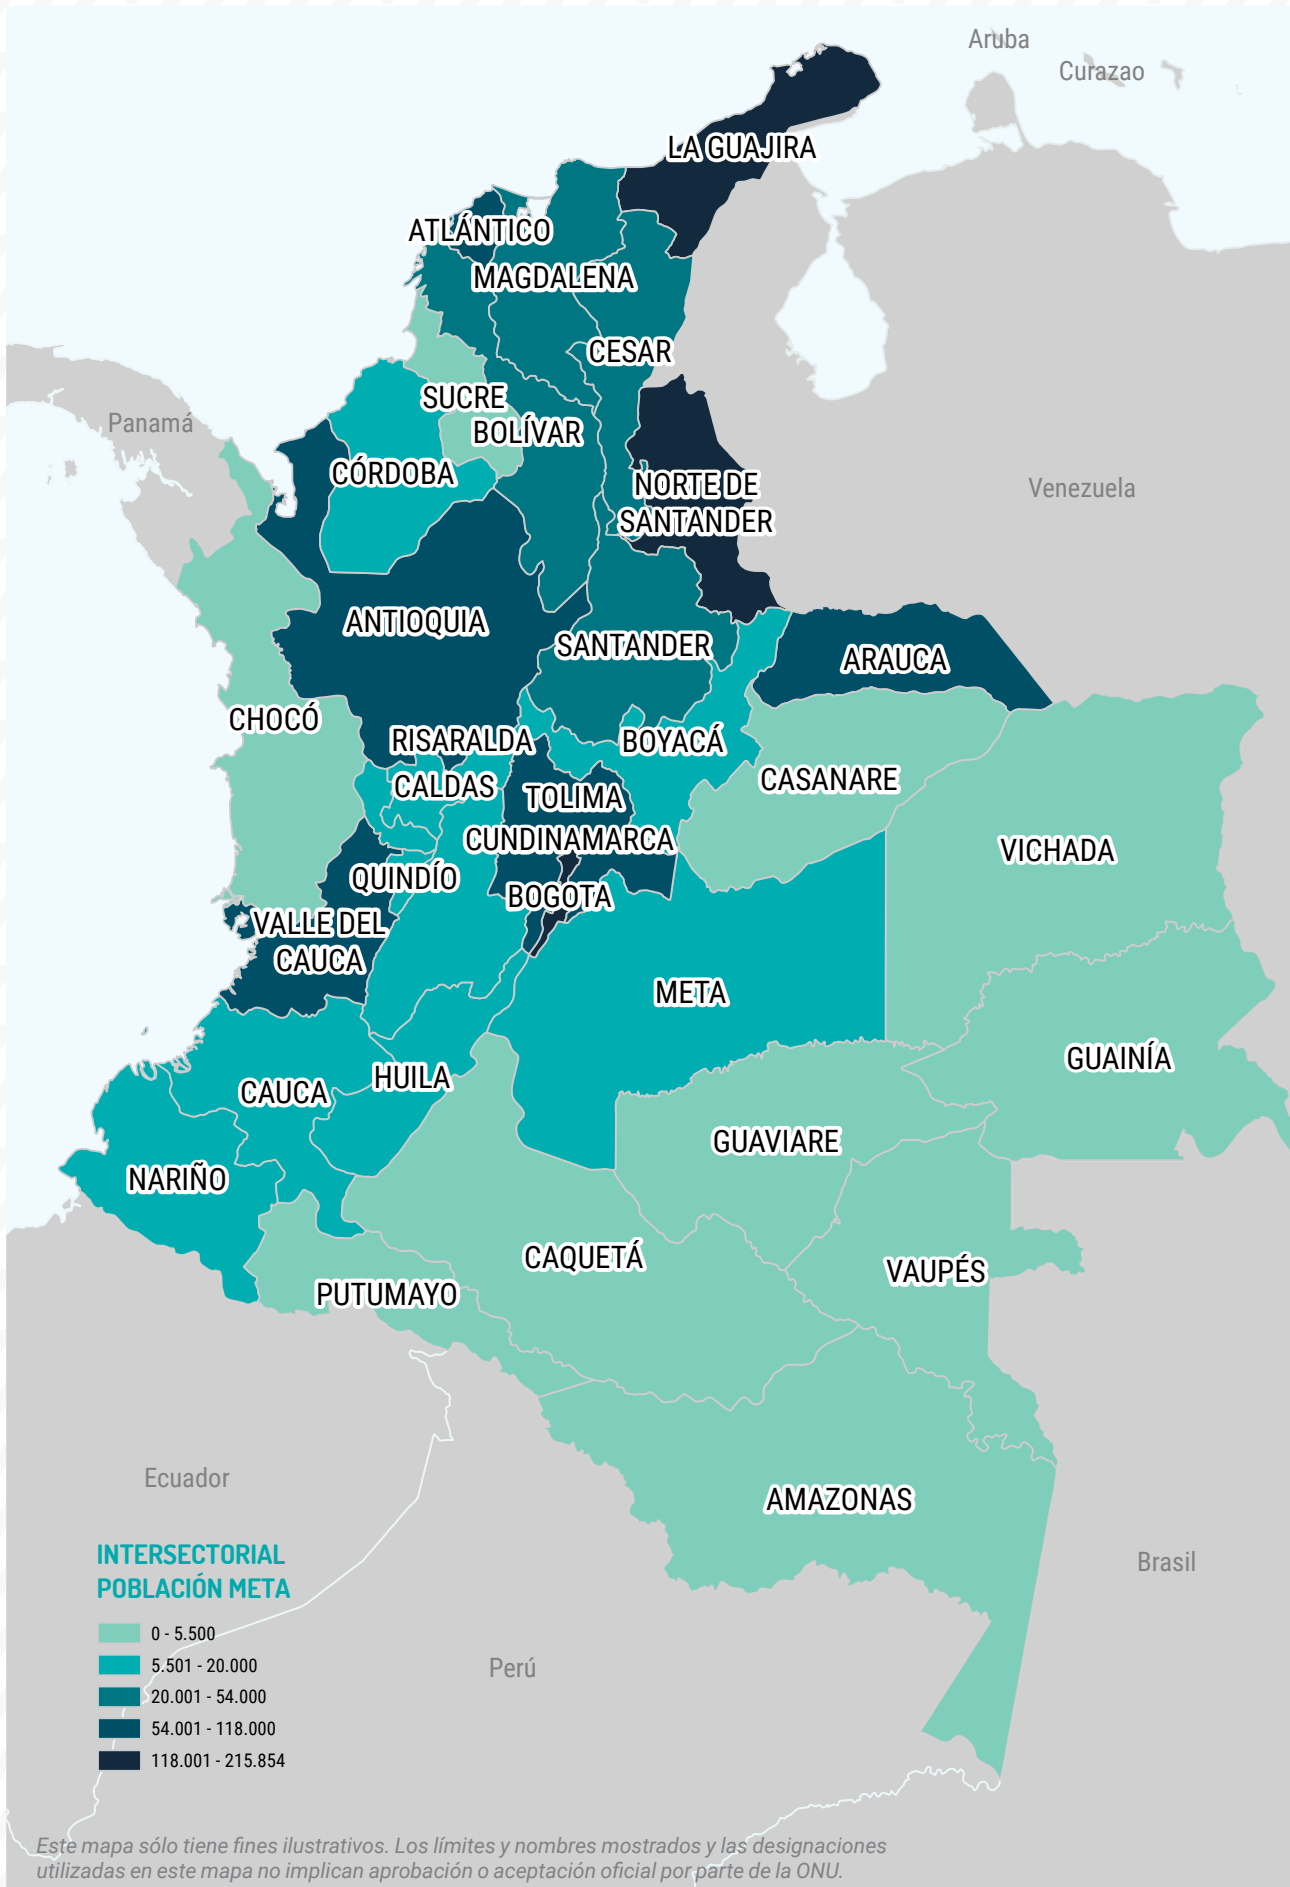 Aruba
Curazao
LA GUAJIRA
ATLÁNTICO
MAGDALENA
CESAR
SUCRE
Panamá
BOLÍVAR
CÓRDOBA
NORTE DE
SANTANDER
Venezuela
ANTIOQUIA
SANTANDER
ARAUCA
CHOCÓ
RISARALDA
BOYACÁ
CASANARE
CALDAS
TOLIMA
CUNDINAMARCA
VICHADA
QUINDÍO
BOGOTA
VALLE DEL
CAUCA
META
GUAINÍA
HUILA
CAUCA
GUAVIARE
NARIÑO
CAQUETÁ
VAUPÉS
PUTUMAYO
Ecuador
AMAZONAS
Brasil
Perú
INTERSECTORIAL
POBLACIÓN META
0 - 5.500
5.501 - 20.000
20.001 - 54.000
54.001 - 118.000
118.001 - 215.854
Este mapa sólo tiene fines ilustrativos. Los límites y nombres mostrados y las designaciones
utilizadas en este mapa no implican aprobación o aceptación oficial por parte de la ONU.